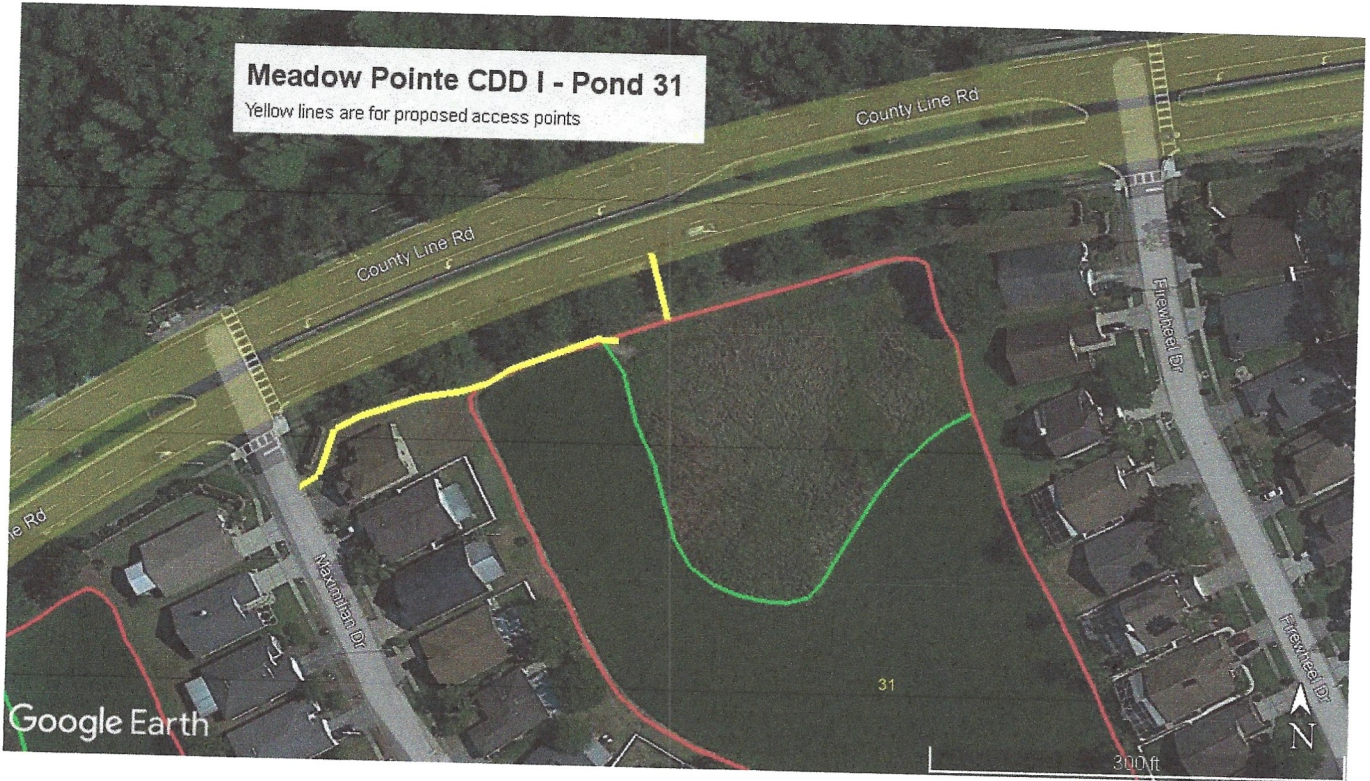 Meadow Pointe CDD I - Pond 31
Yellow lines are for proposed access points
County Line Rd
County Line Rd
ne Rd
Firewheel Dr
Maximilian Dr
31
Firewheel Dr
Google Earth
N
300 ft